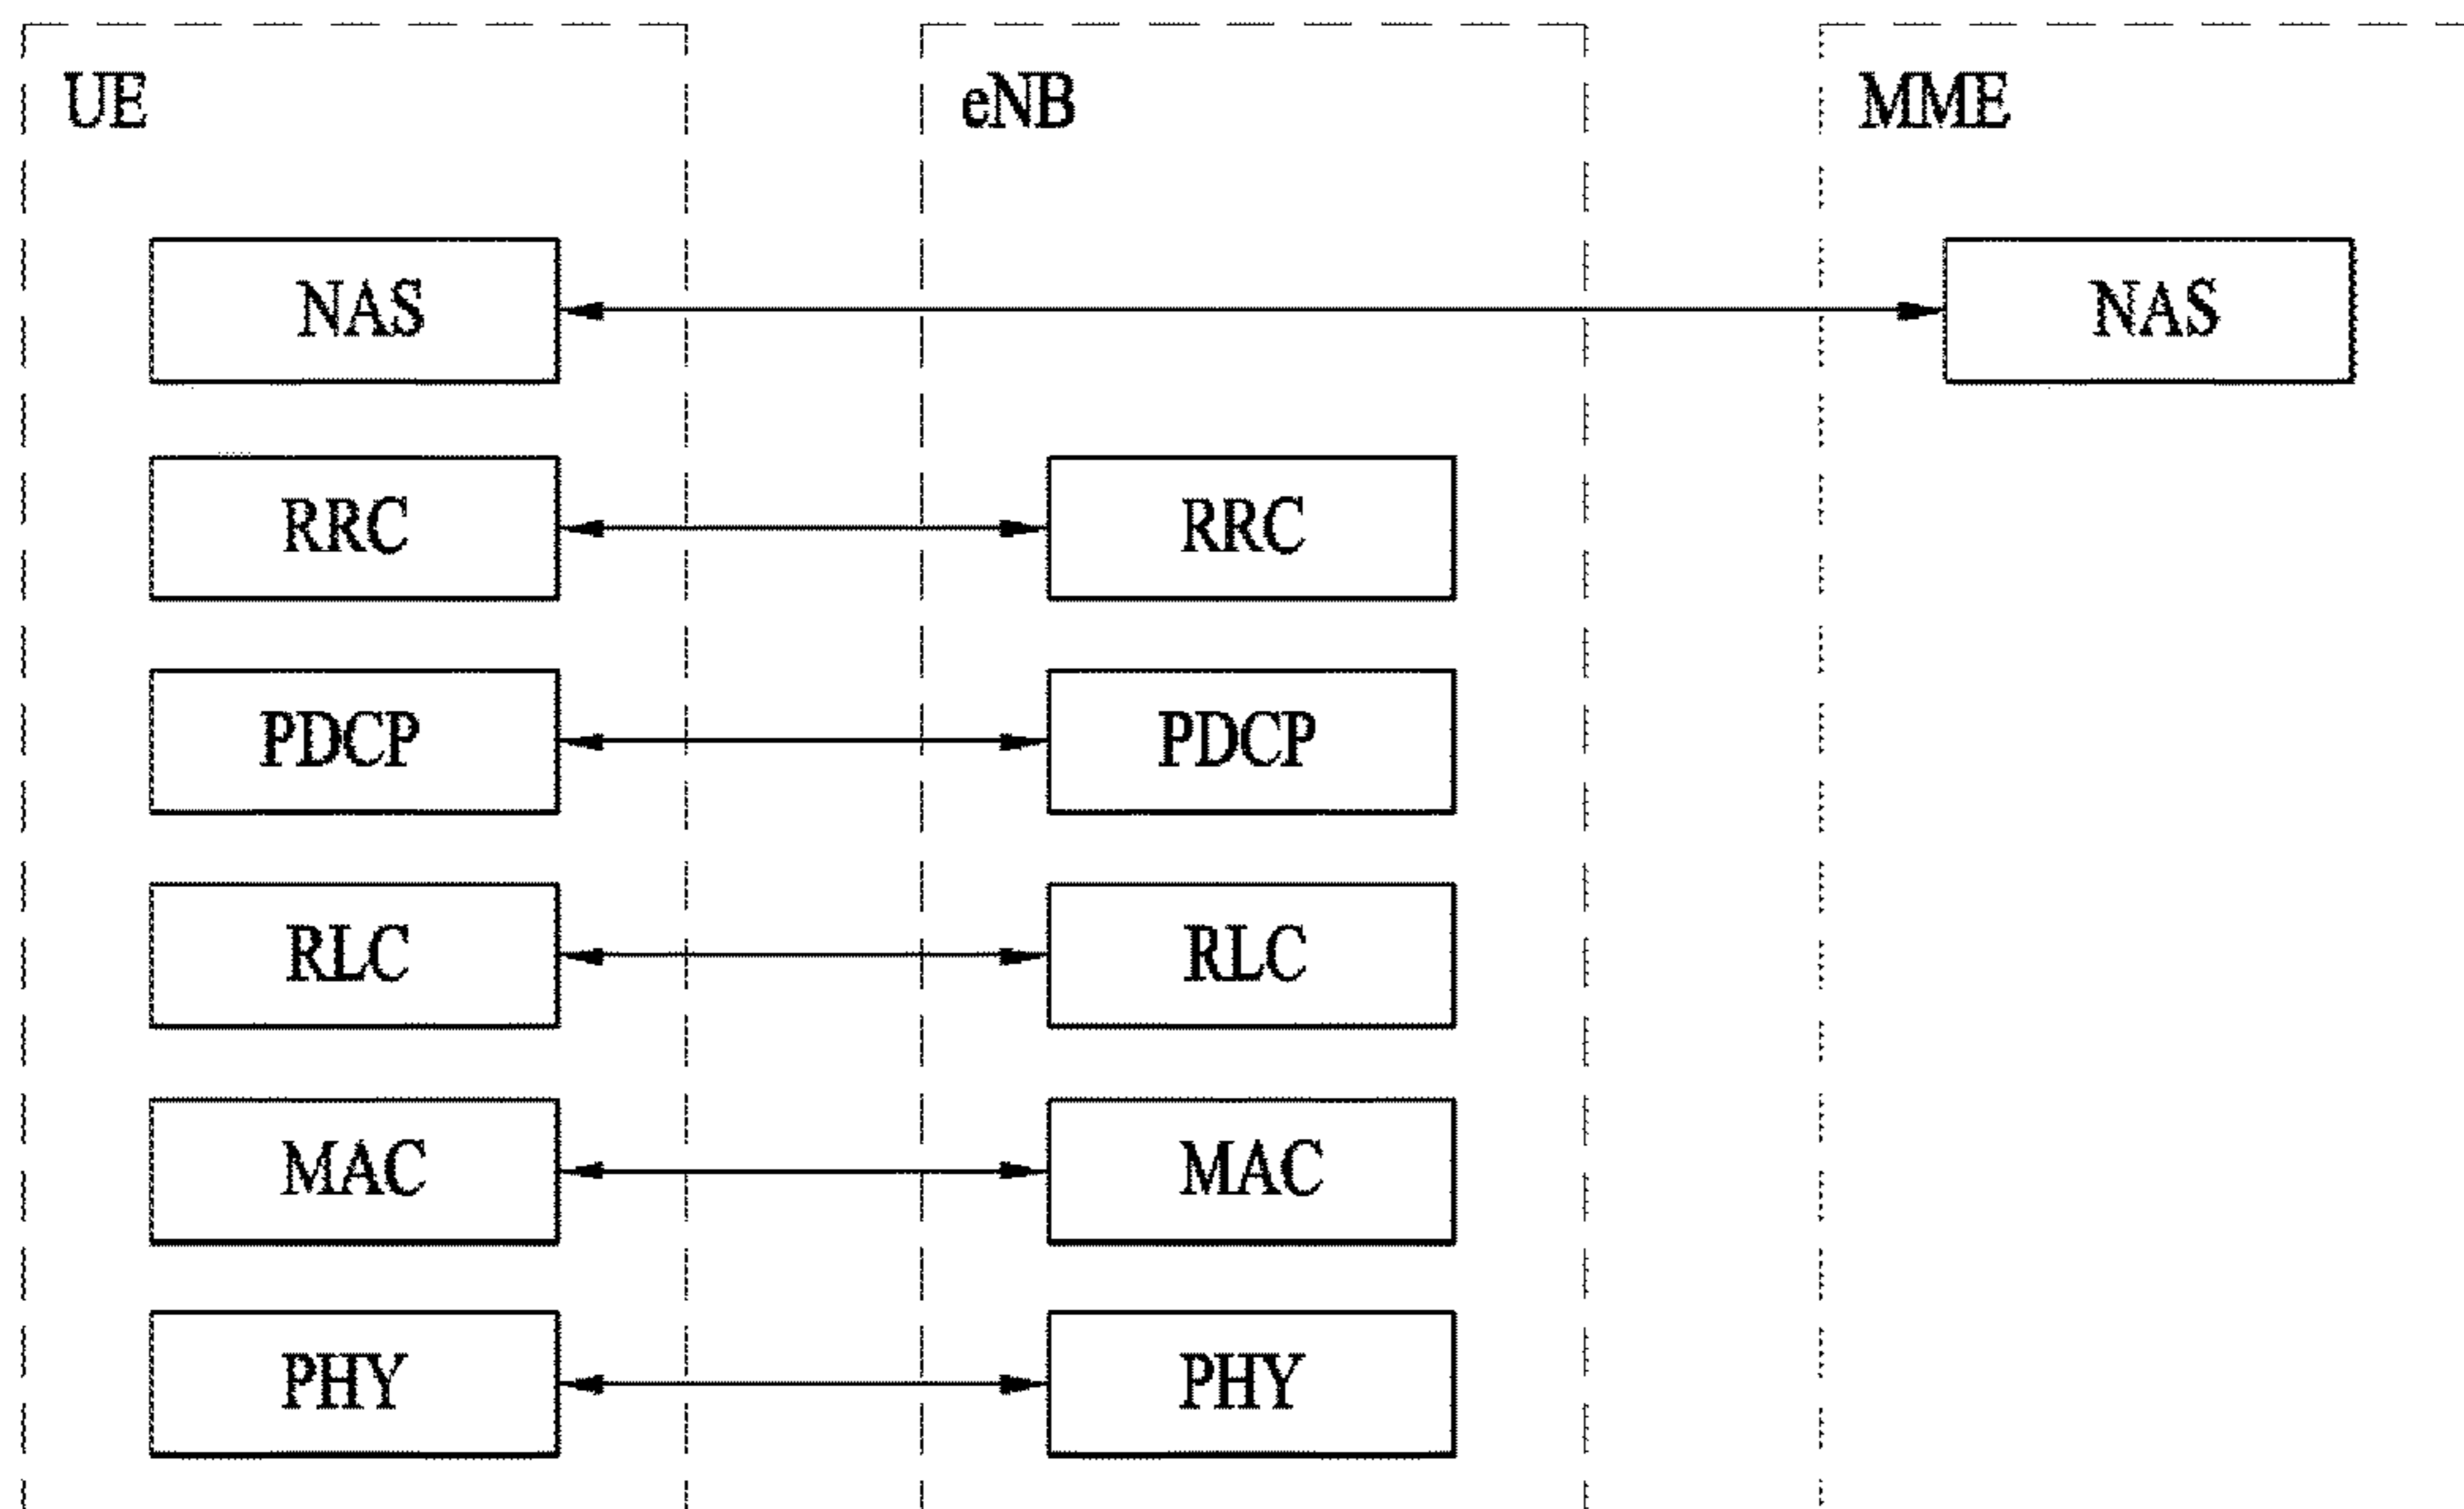 UE eNB MME
NAS NAS
RRC RRC
PDCP PDCP
RLC RLC
MAC MAC
PHY PHY